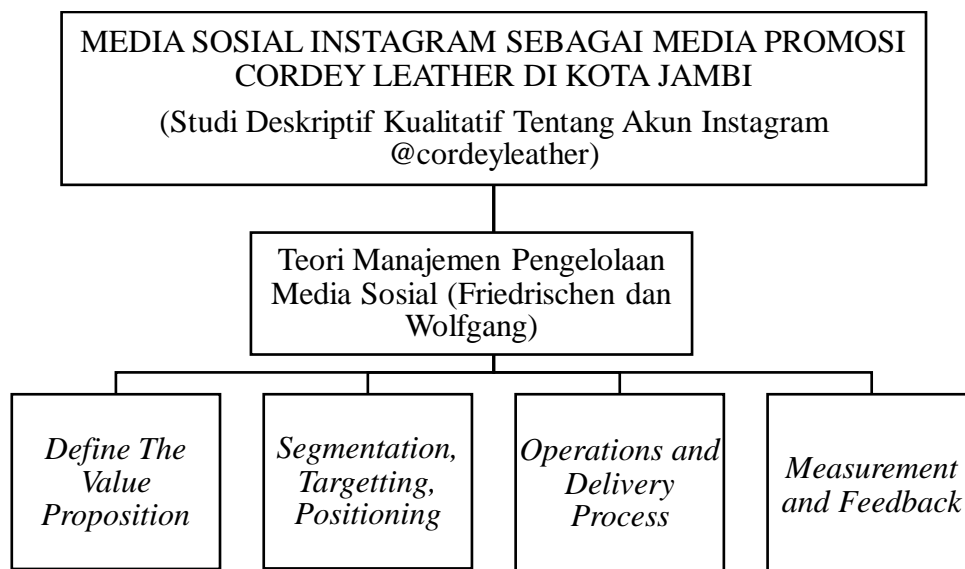 MEDIA SOSIAL INSTAGRAM SEBAGAI MEDIA PROMOSI
CORDEY LEATHER DI KOTA JAMBI
(Studi Deskriptif Kualitatif Tentang Akun Instagram
@cordeyleather)
Teori Manajemen Pengelolaan
Media Sosial (Friedrischen dan
Wolfgang)
Define The
Value
Proposition
Segmentation,
Targetting,
Positioning
Operations and
Delivery
Process
Measurement
and Feedback